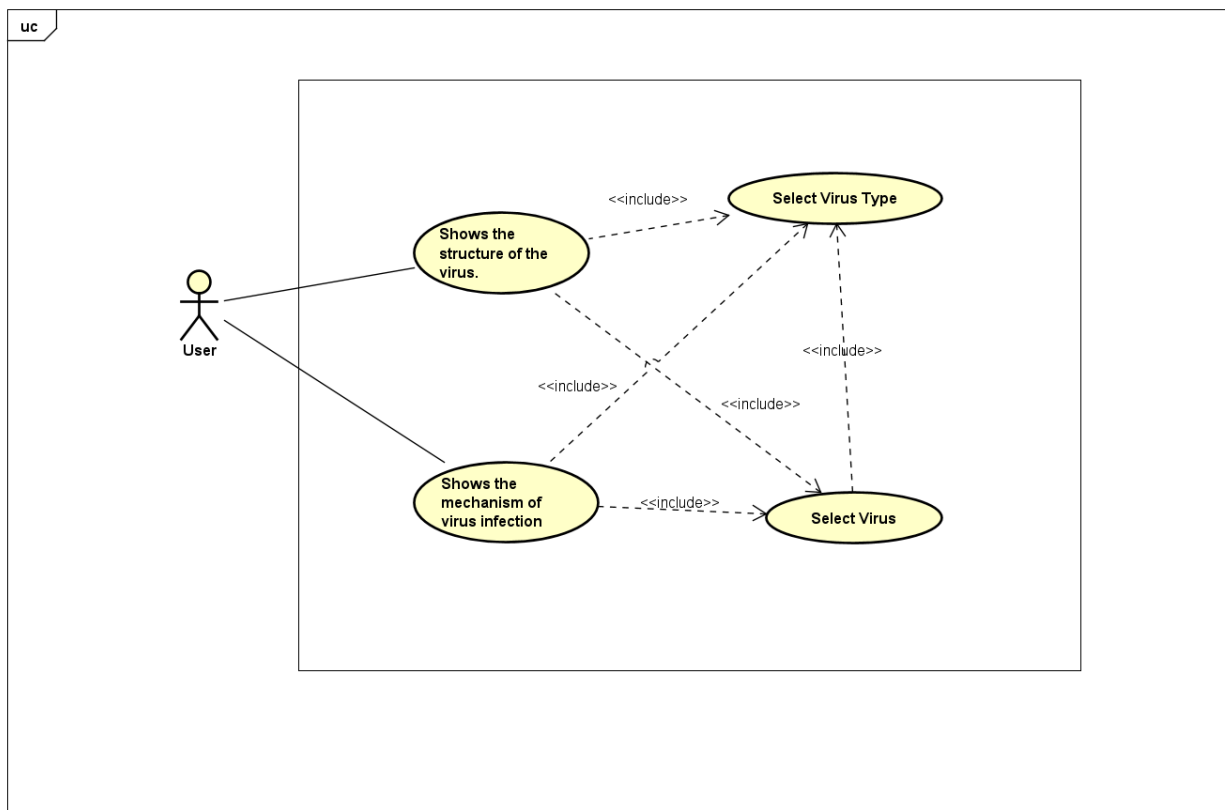 uc
<<include>>
Select Virus Type
Shows the
structure of the
virus.
User
<<include>>
<<include>>
<<include>>
Shows the
mechanism of
virus infection
<<include>>
Select Virus